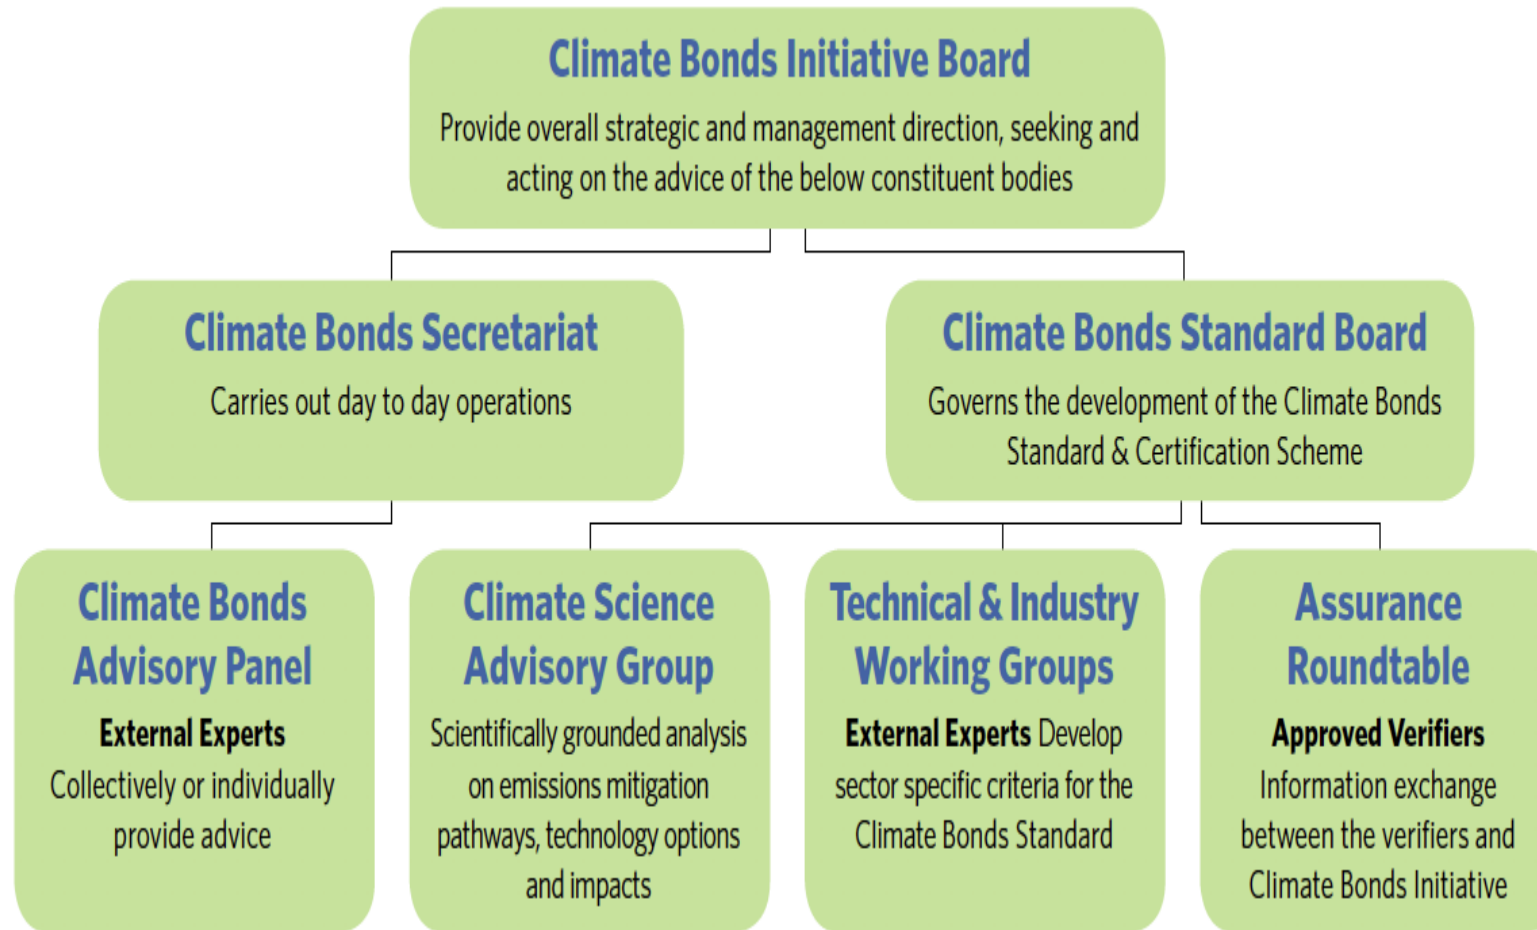 Climate Bonds Initiative Board
Provide overall strategic and management direction, seeking and
acting on the advice of the below constituent bodies
Climate Bonds Secretariat
Carries out day to day operations
Climate Bonds Standard Board
Governs the development of the Climate Bonds
Standard & Certification Scheme
Climate Bonds
Advisory Panel
External Experts
Collectively or individually
provide advice
Climate Science
Advisory Group
Scientifically grounded analysis
on emissions mitigation
pathways, technology options
and impacts
Technical & Industry
Working Groups
External Experts Develop
sector specific criteria for the
Climate Bonds Standard
Assurance
Roundtable
Approved Verifiers
Information exchange
between the verifiers and
Climate Bonds Initiative